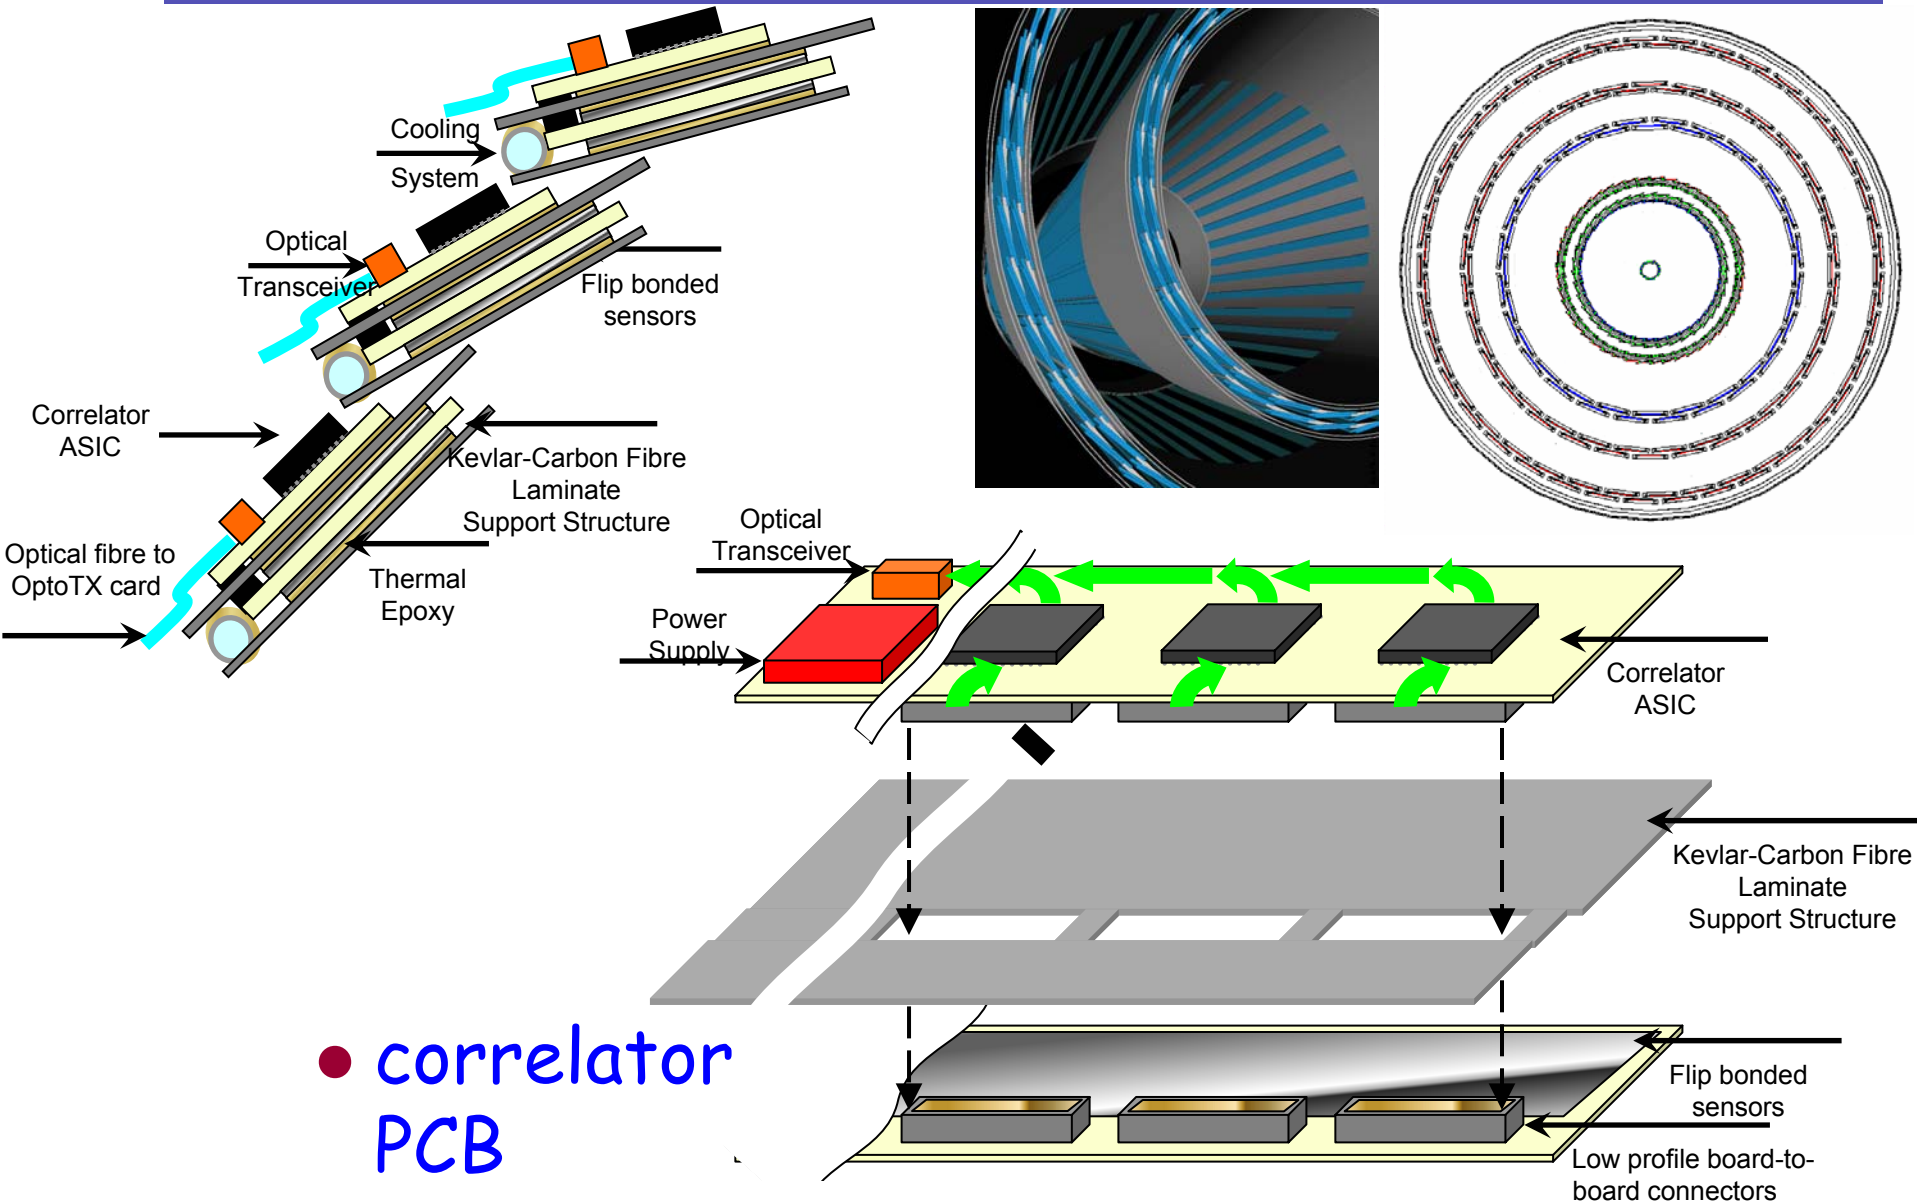 Cooling
System
Optical
Transceiver
Flip bonded
sensors
Correlator
ASIC
Kevlar-Carbon Fibre
Laminate
Support Structure
Optical fibre to
OptoTX card
Thermal
Epoxy
Optical
Transceiver
Power
Supply
Correlator
ASIC
Kevlar-Carbon Fibre
Laminate
Support Structure
Flip bonded
sensors
Low profile board-to-
board connectors
• correlator
PCB